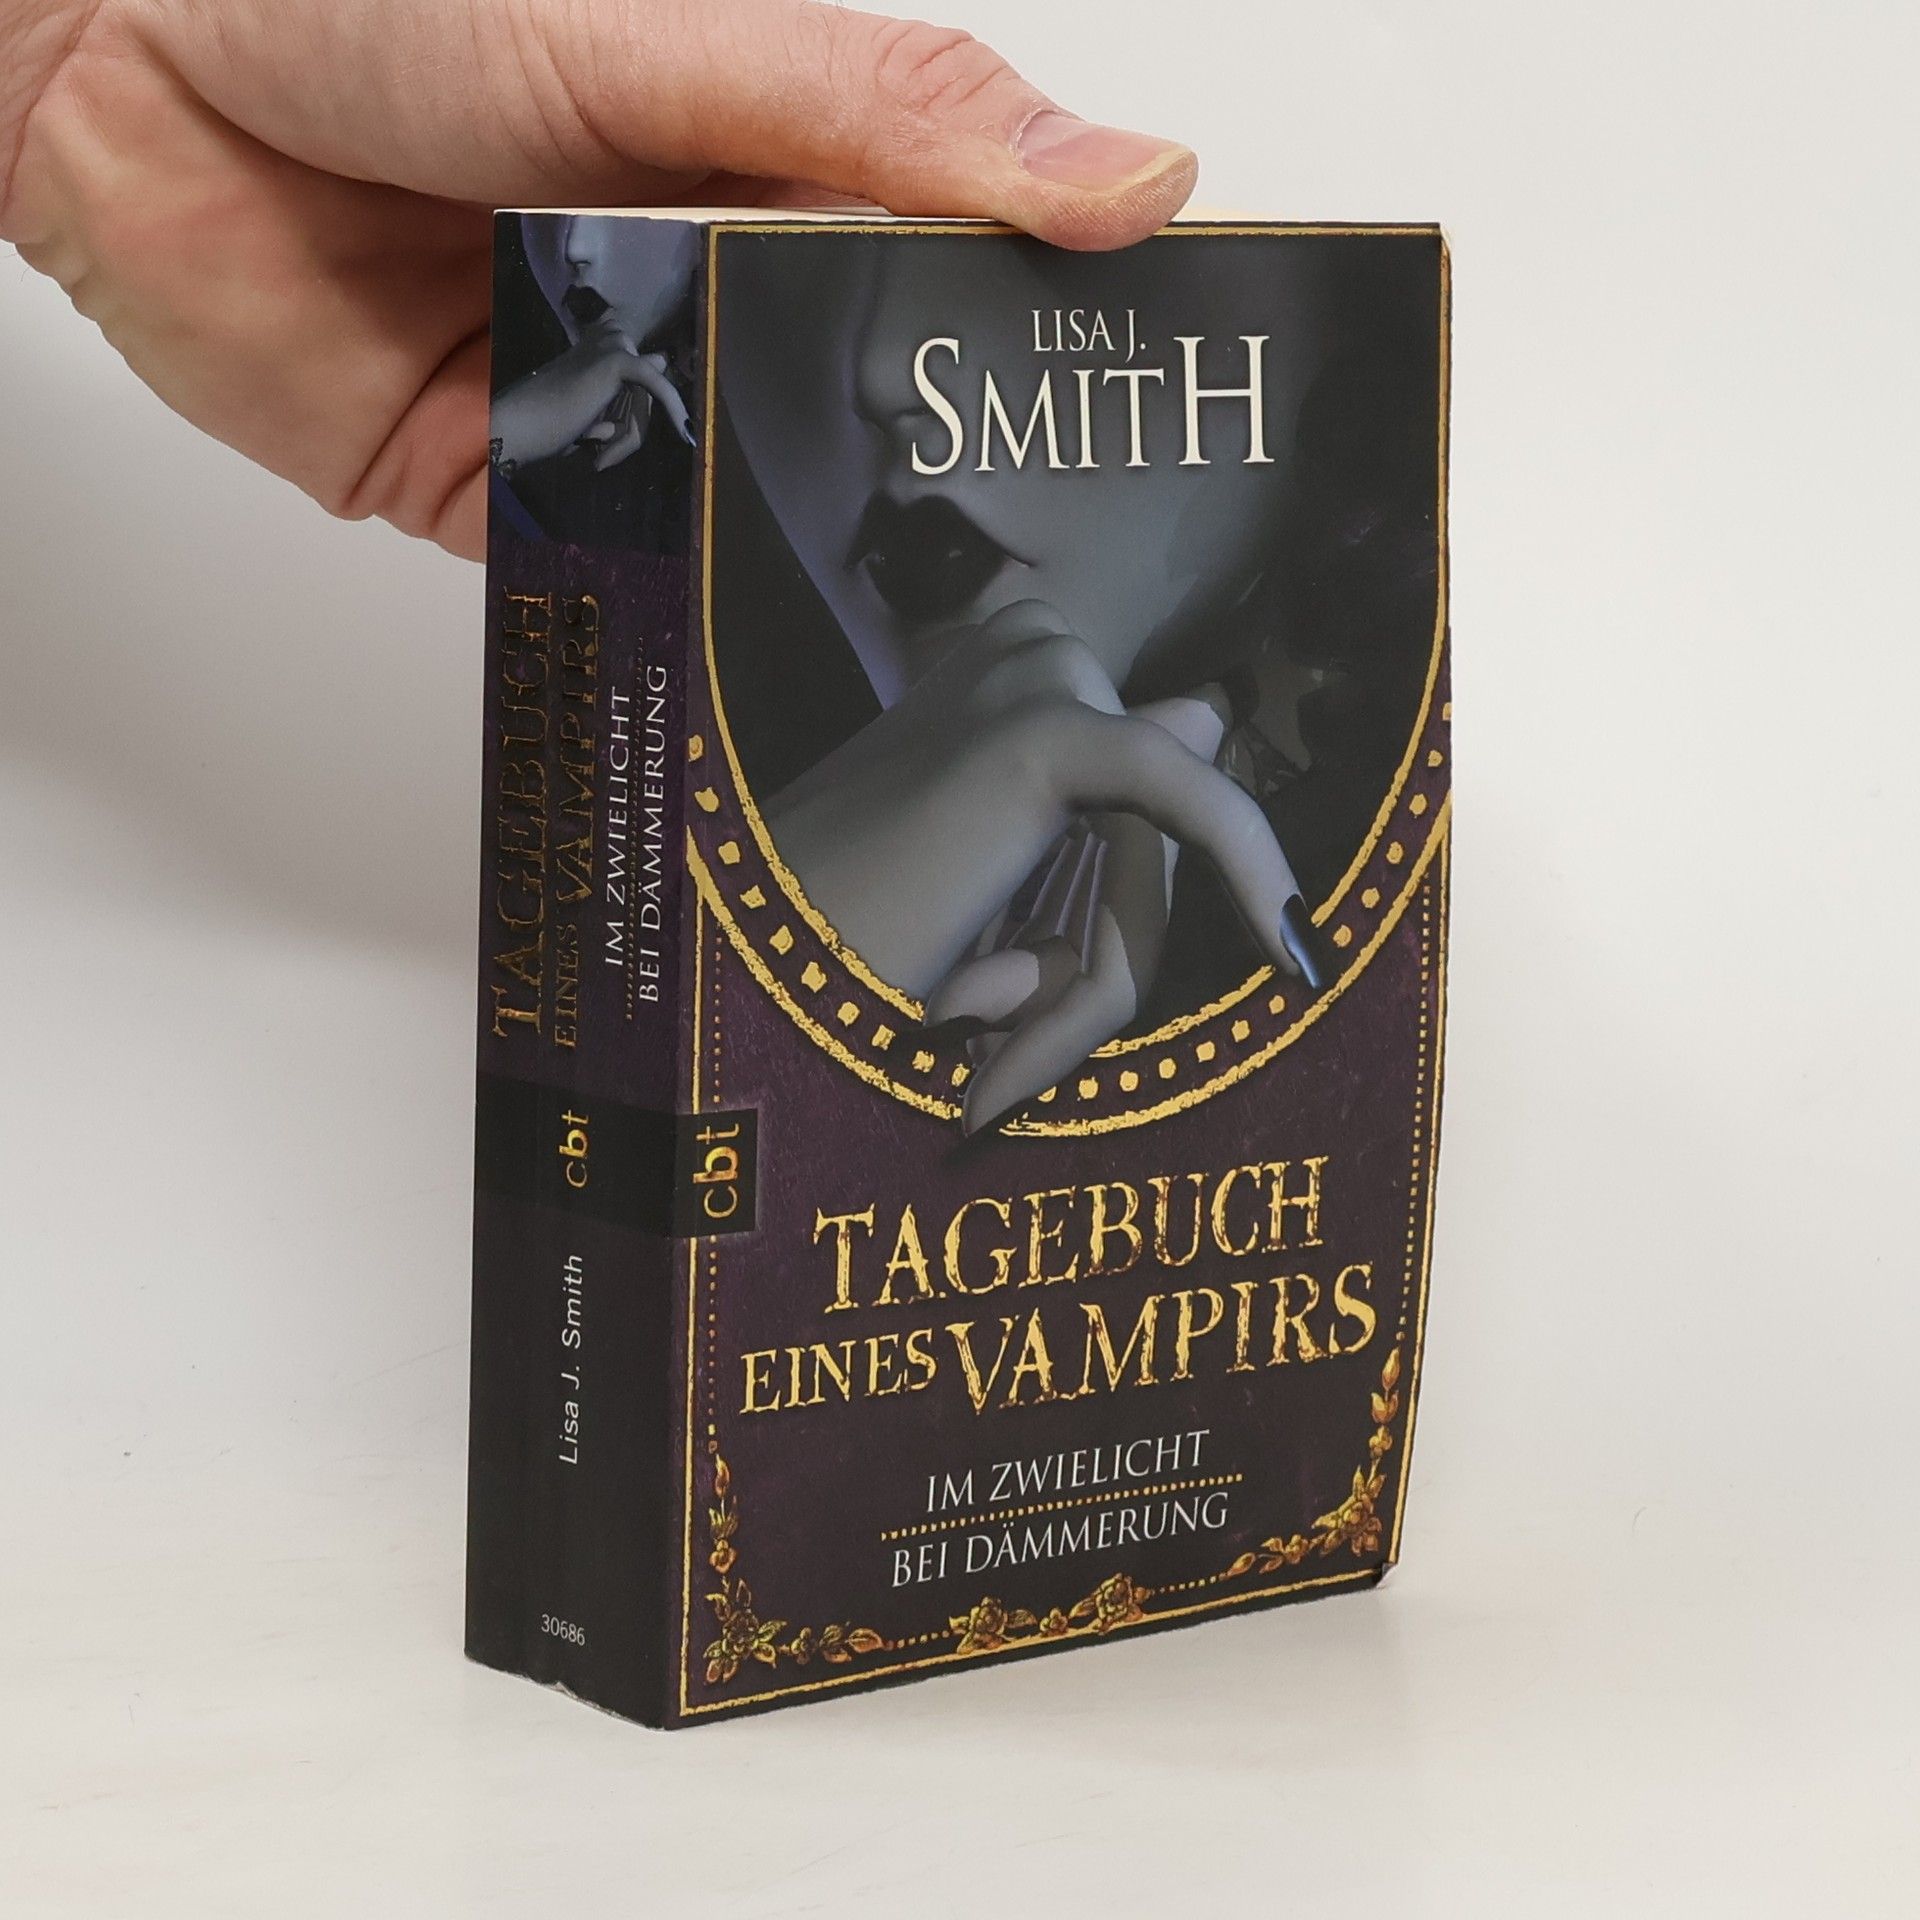 LISA J.
SMITH
TAGEBUCH
EINES VAMPIRS
IM ZWIELICHT
BEI DÄMMERUNG
cbt
TAGEBUCH
EINES VAMPIRS
IM ZWIELICHT
BEI DÄMMERUNG
cbt
Lisa J. Smith
30686